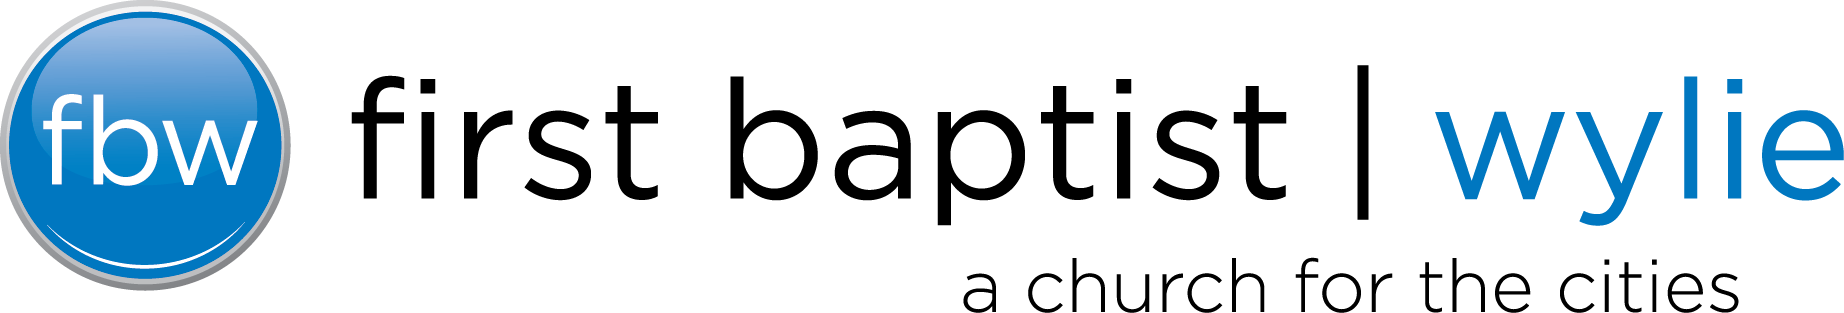 fbw
first baptist | wylie
a church for the cities